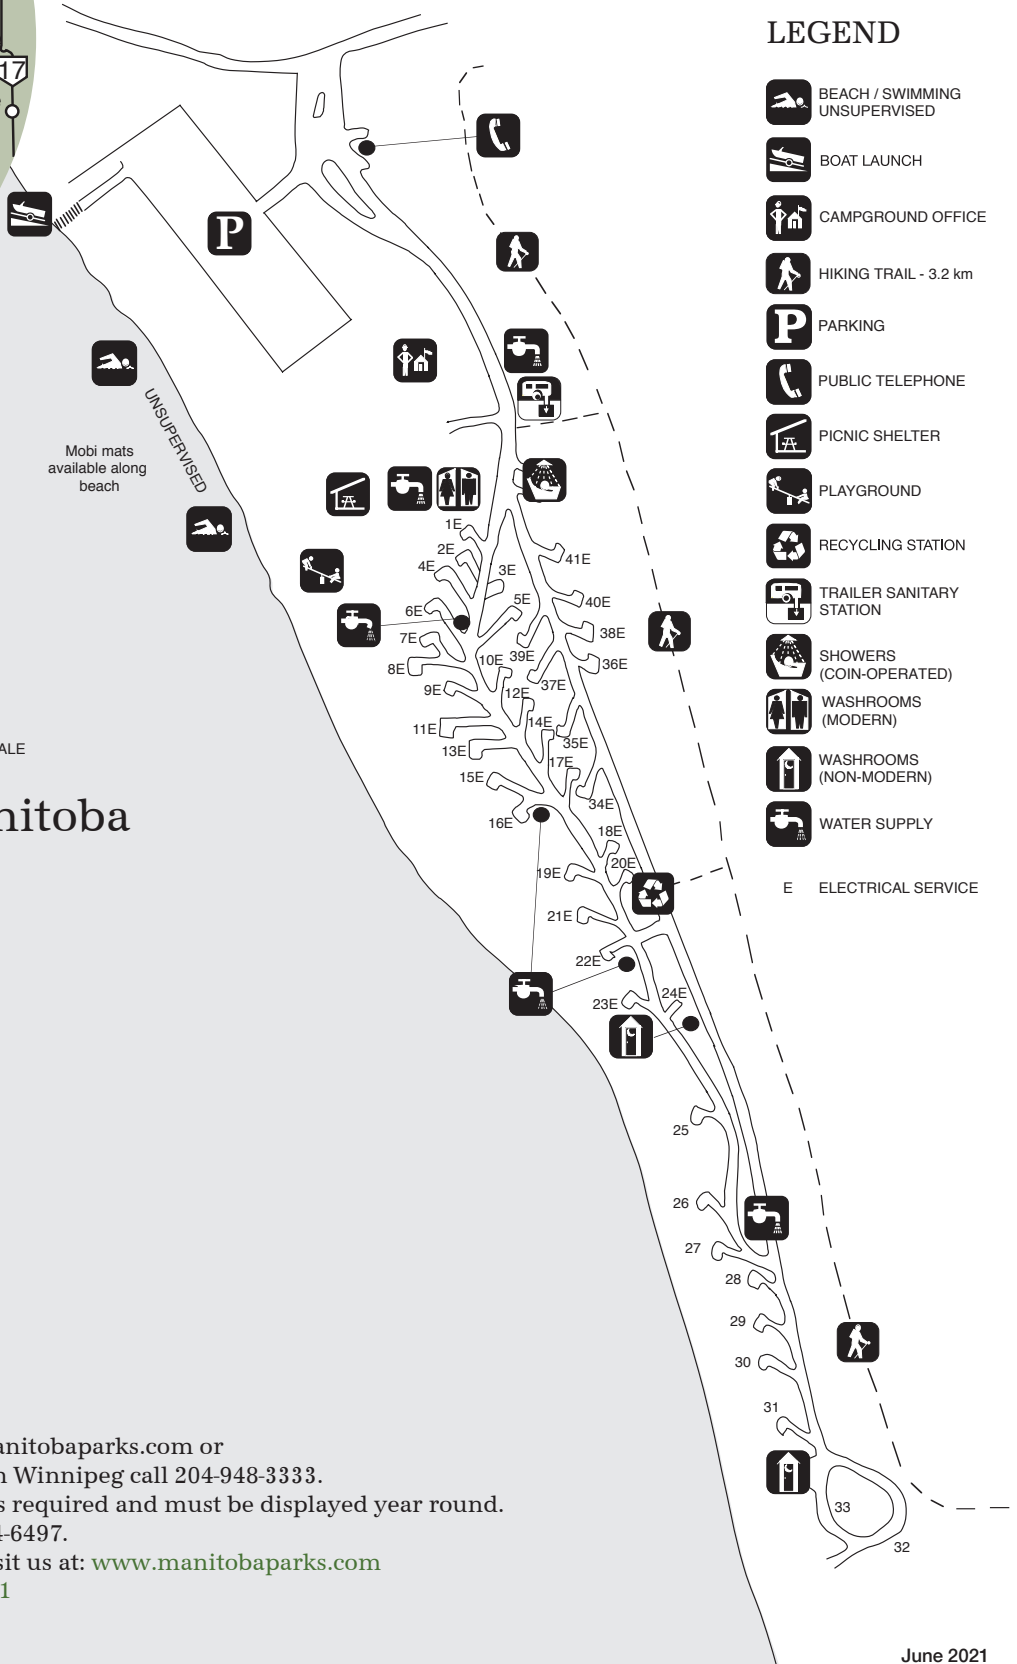 17
LEGEND
BEACH / SWIMMING
UNSUPERVISED
BOAT LAUNCH
CAMPGROUND OFFICE
HIKING TRAIL - 3.2 km
P
PARKING
PUBLIC TELEPHONE
PICNIC SHELTER
PLAYGROUND
RECYCLING STATION
TRAILER SANITARY
STATION
SHOWERS
(COIN-OPERATED)
WASHROOMS
(MODERN)
WASHROOMS
(NON-MODERN)
WATER SUPPLY
E ELECTRICAL SERVICE
P
UNSUPERVISED
Mobi mats
available along
beach
1E
2E
3E
4E
5E
6E
7E
8E
9E
10E
11E
12E
13E
14E
15E
16E
17E
18E
19E
20E
21E
22E
23E
24E
25
26
27
28
29
30
31
32
33
34E
35E
36E
37E
38E
39E
40E
41E
ALE
nitoba
anitobaparks.com or
n Winnipeg call 204-948-3333.
s required and must be displayed year round.
4-6497.
sit us at: www.manitobaparks.com
1
June 2021